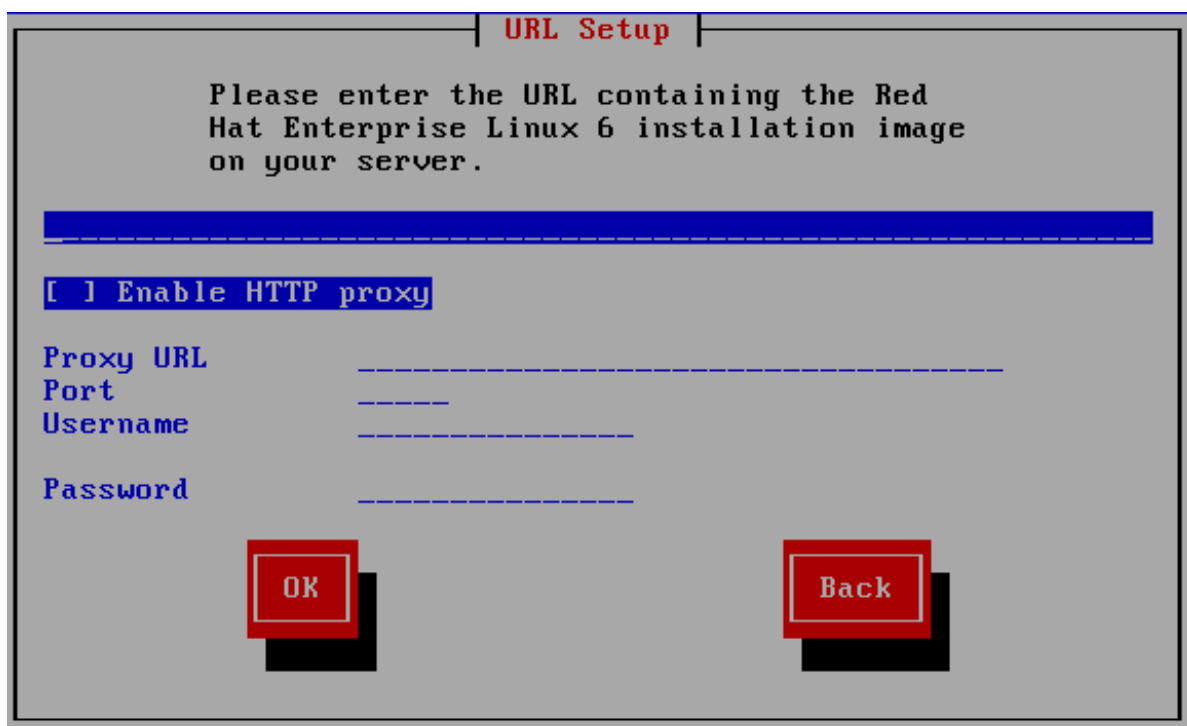 URL Setup
Please enter the URL containing the Red
Hat Enterprise Linux 6 installation image
on your server.
[ ] Enable HTTP proxy
Proxy URL
Port
Username
Password
OK Back